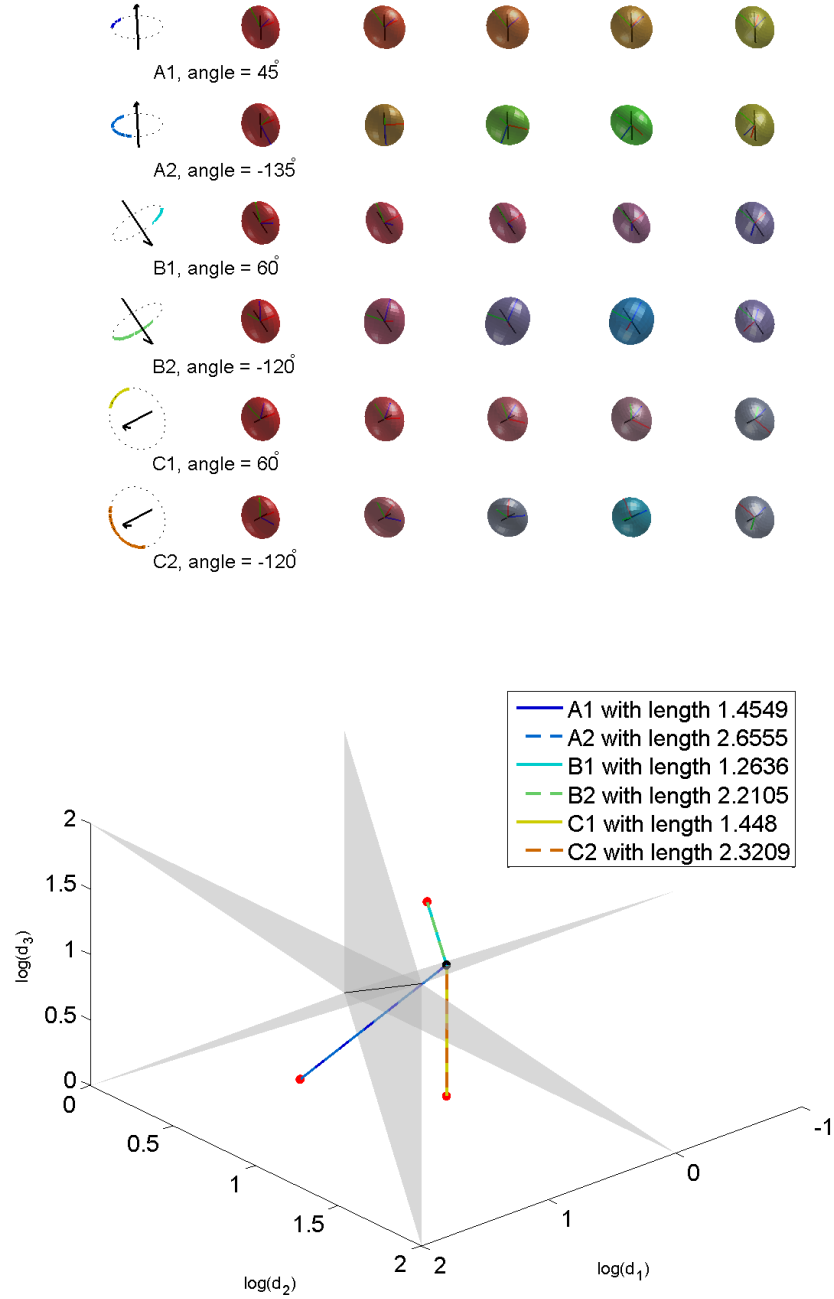 A1, angle = 45°
A2, angle = -135°
B1, angle = 60°
B2, angle = -120°
C1, angle = 60°
C2, angle = -120°
A1 with length 1.4549
A2 with length 2.6555
B1 with length 1.2636
B2 with length 2.2105
C1 with length 1.448
C2 with length 2.3209
2
1.5
1
0.5
0
log(d3)
0
0.5
1
1.5
2
log(d2)
2
1
0
-1
log(d1)